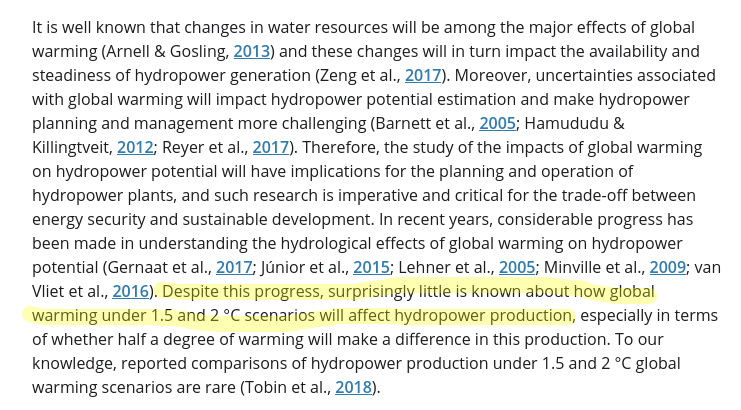 It is well known that changes in water resources will be among the major effects of global
warming (Arnell & Gosling, 2013) and these changes will in turn impact the availability and
steadiness of hydropower generation (Zeng et al., 2017). Moreover, uncertainties associated
with global warming will impact hydropower potential estimation and make hydropower
planning and management more challenging (Barnett et al., 2005; Hamududu &
Killingtveit, 2012; Reyer et al., 2017). Therefore, the study of the impacts of global warming
on hydropower potential will have implications for the planning and operation of
hydropower plants, and such research is imperative and critical for the trade-off between
energy security and sustainable development. In recent years, considerable progress has
been made in understanding the hydrological effects of global warming on hydropower
potential (Gernaat et al., 2017; Júnior et al., 2015; Lehner et al., 2005; Minville et al., 2009; van
Vliet et al., 2016). Despite this progress, surprisingly little is known about how global
warming under 1.5 and 2 °C scenarios will affect hydropower production, especially in terms
of whether half a degree of warming will make a difference in this production. To our
knowledge, reported comparisons of hydropower production under 1.5 and 2 °C global
warming scenarios are rare (Tobin et al., 2018).